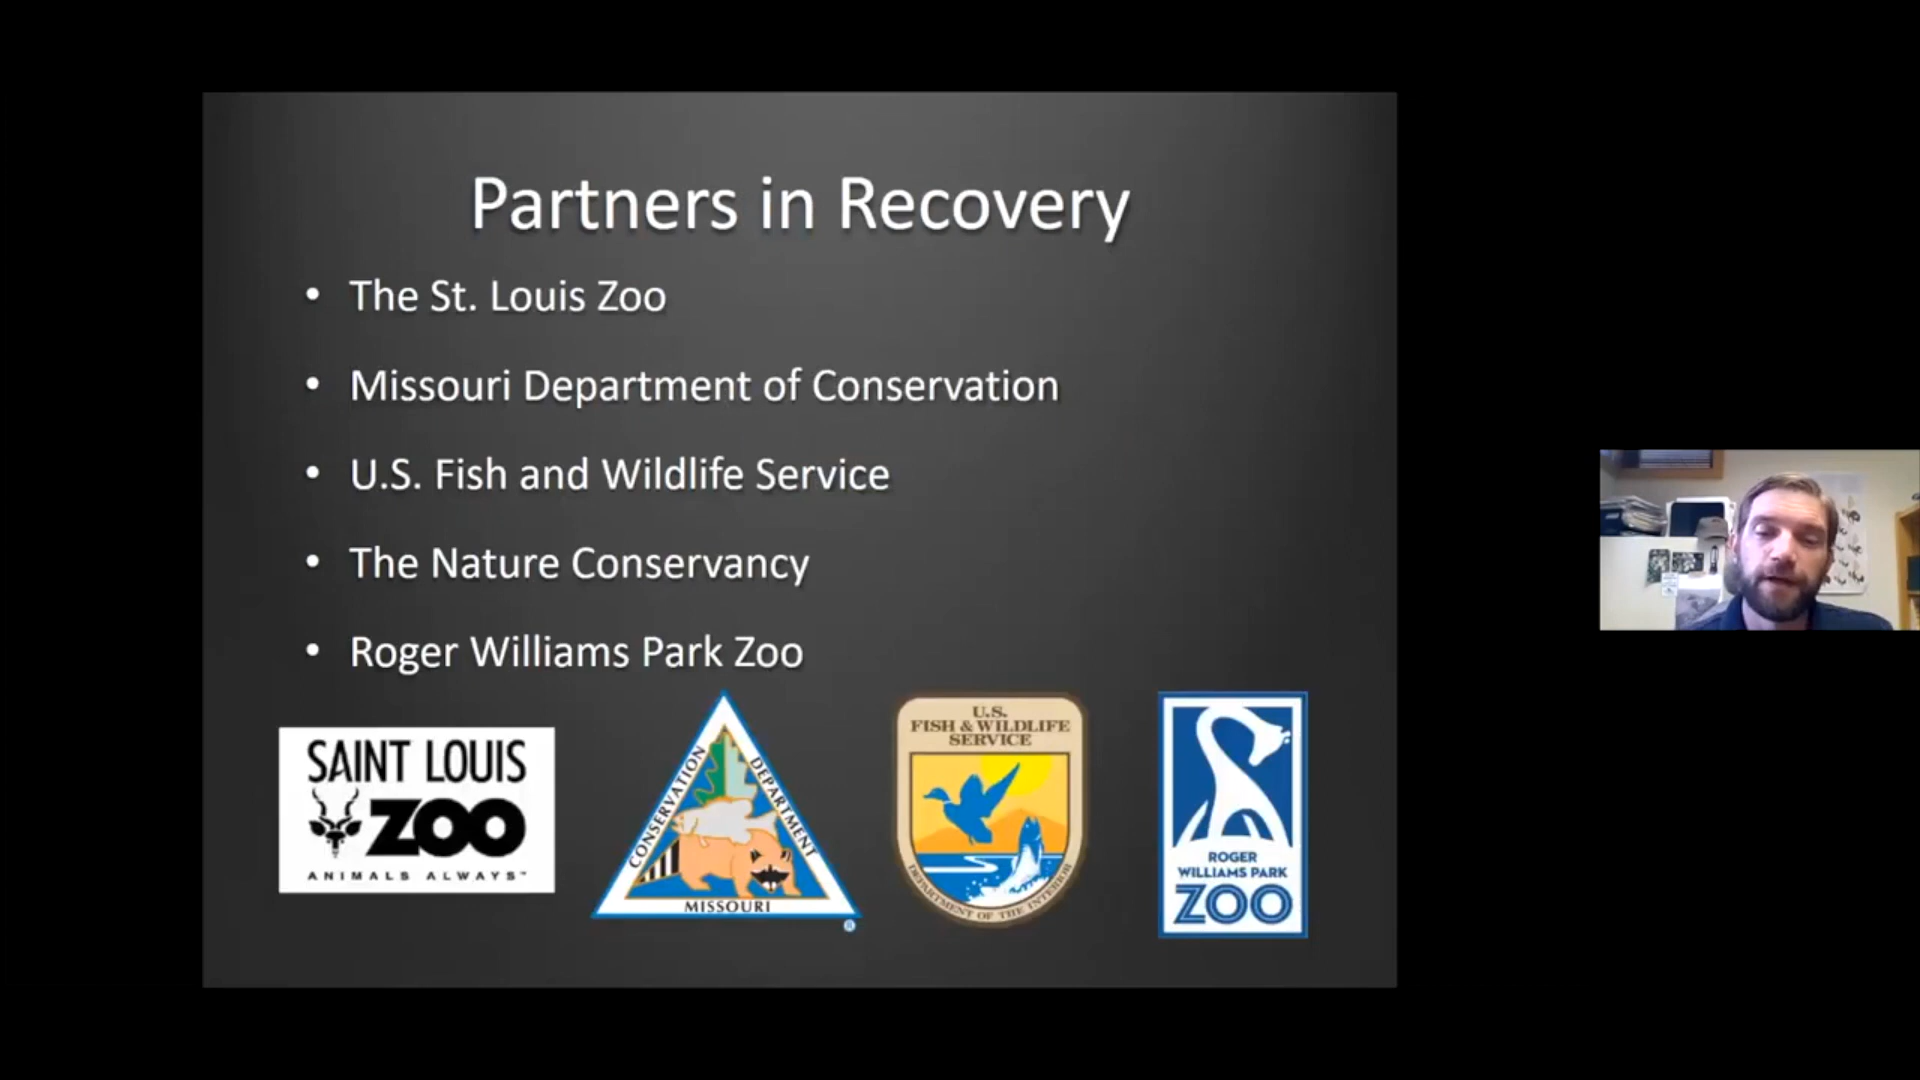 Partners in Recovery
• The St. Louis Zoo
• Missouri Department of Conservation
• U.S. Fish and Wildlife Service
• The Nature Conservancy
• Roger Williams Park Zoo
SAINT LOUIS
ZOO
ANIMALS ALWAYS™
CONSERVATION
DEPARTMENT
MISSOURI
®
U.S.
FISH & WILDLIFE
SERVICE
DEPARTMENT OF THE INTERIOR
ROGER
WILLIAMS PARK
ZOO